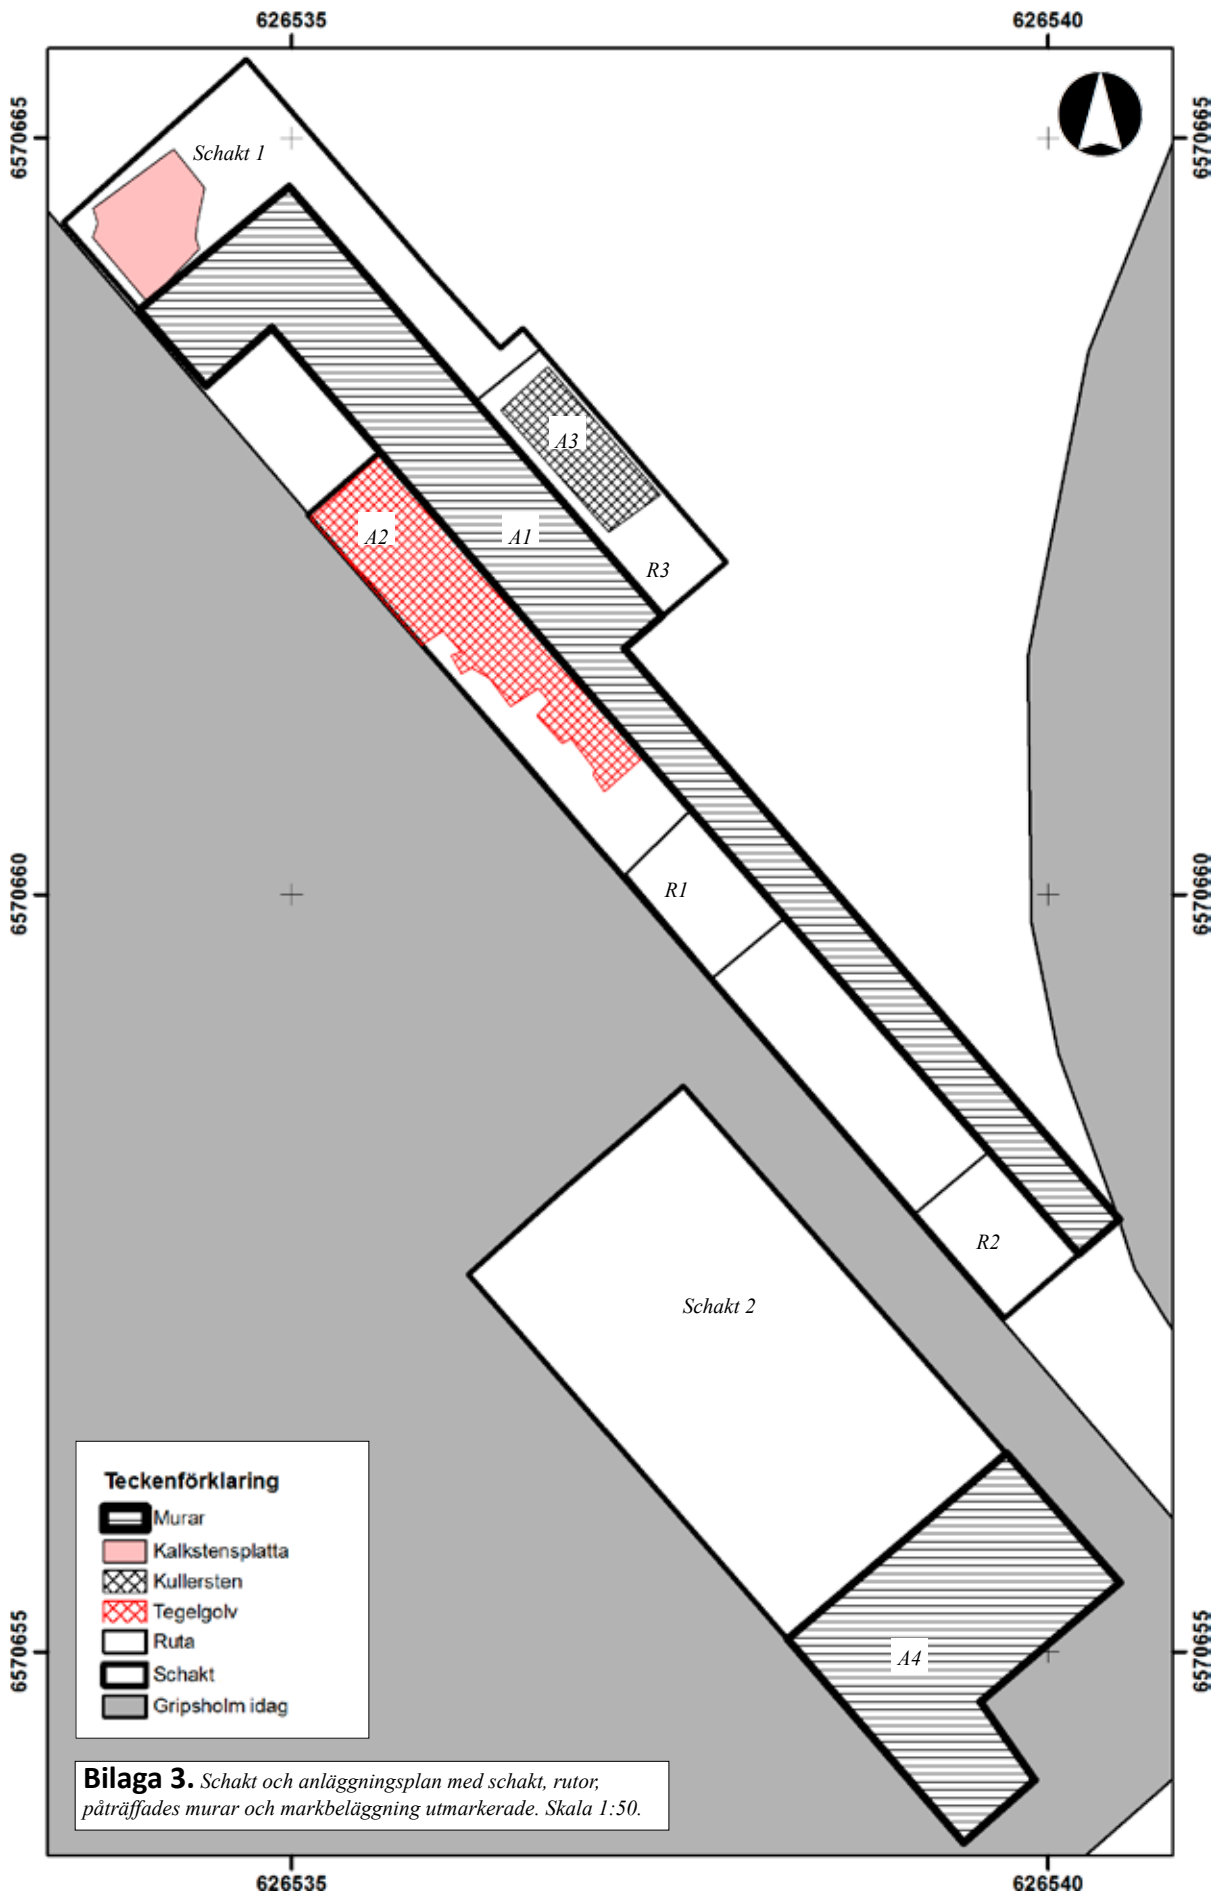 626535
626540
6570665
6570665
Schakt 1
A3
A2
A1
R3
6570660
6570660
R1
R2
Schakt 2
Teckenförklaring
Murar
Kalkstensplatta
Kullersten
Tegelgolv
Ruta
Schakt
Gripsholm idag
6570655
6570655
A4
Bilaga 3. Schakt och anläggningsplan med schakt, rutor,
påträffades murar och markbeläggning utmarkerade. Skala 1:50.
626535
626540